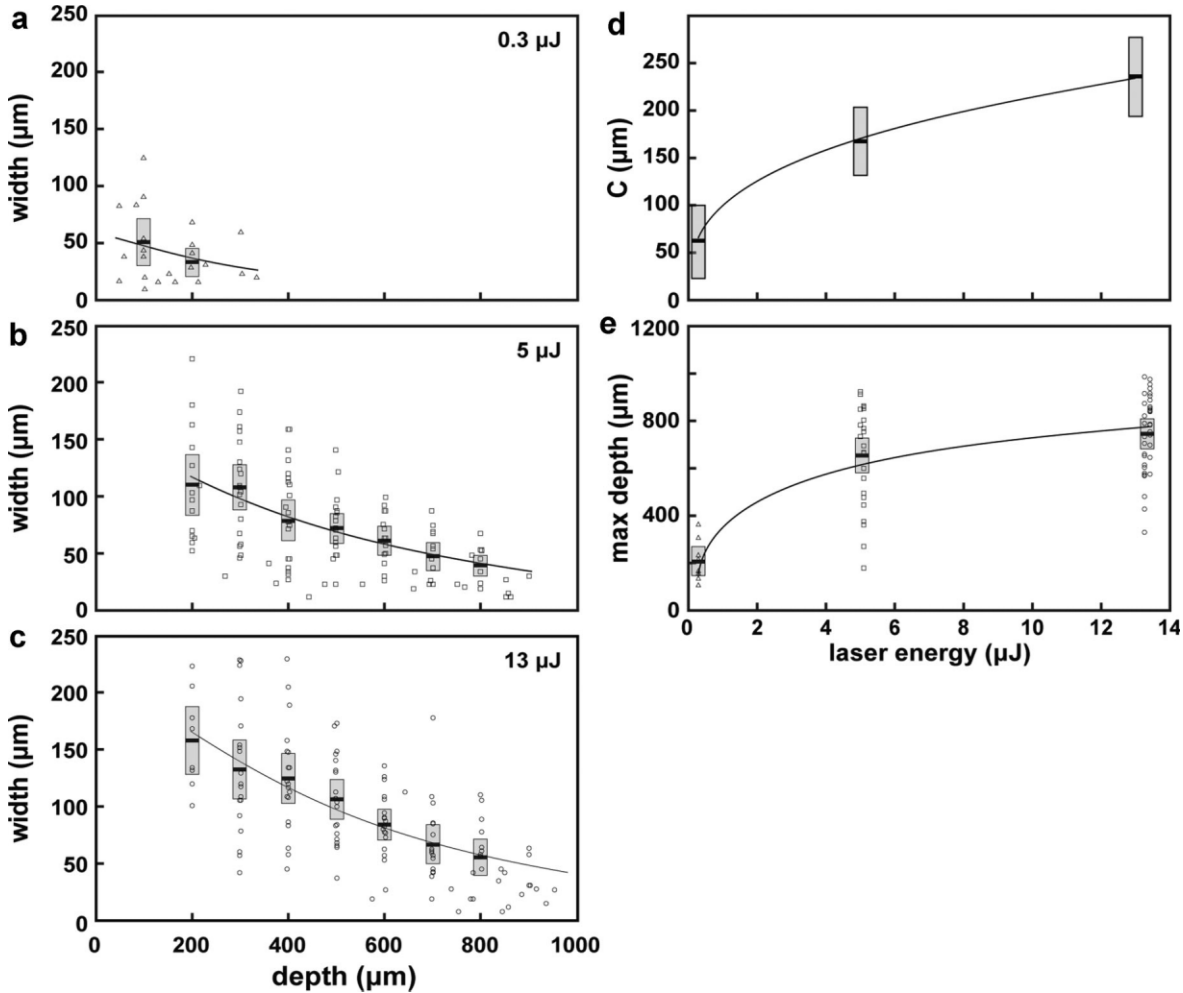 a
250
200
150
100
50
0
width (µm)
0.3 µJ
b
250
200
150
100
50
0
width (µm)
5 µJ
c
250
200
150
100
50
0
width (µm)
13 µJ
0 200 400 600 800 1000
depth (µm)
d
250
200
150
100
50
0
C (µm)
e
1200
800
400
0
max depth (µm)
0 2 4 6 8 10 12 14
laser energy (µJ)